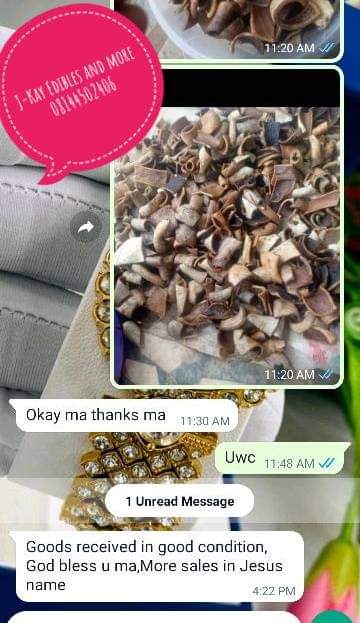 11:20 AM
J-Kay Edibles and more
08144502406
11:20 AM
Okay ma thanks ma 11:30 AM
Uwc 11:48 AM
1 Unread Message
Goods received in good condition,
God bless u ma,More sales in Jesus
name
4:22 PM